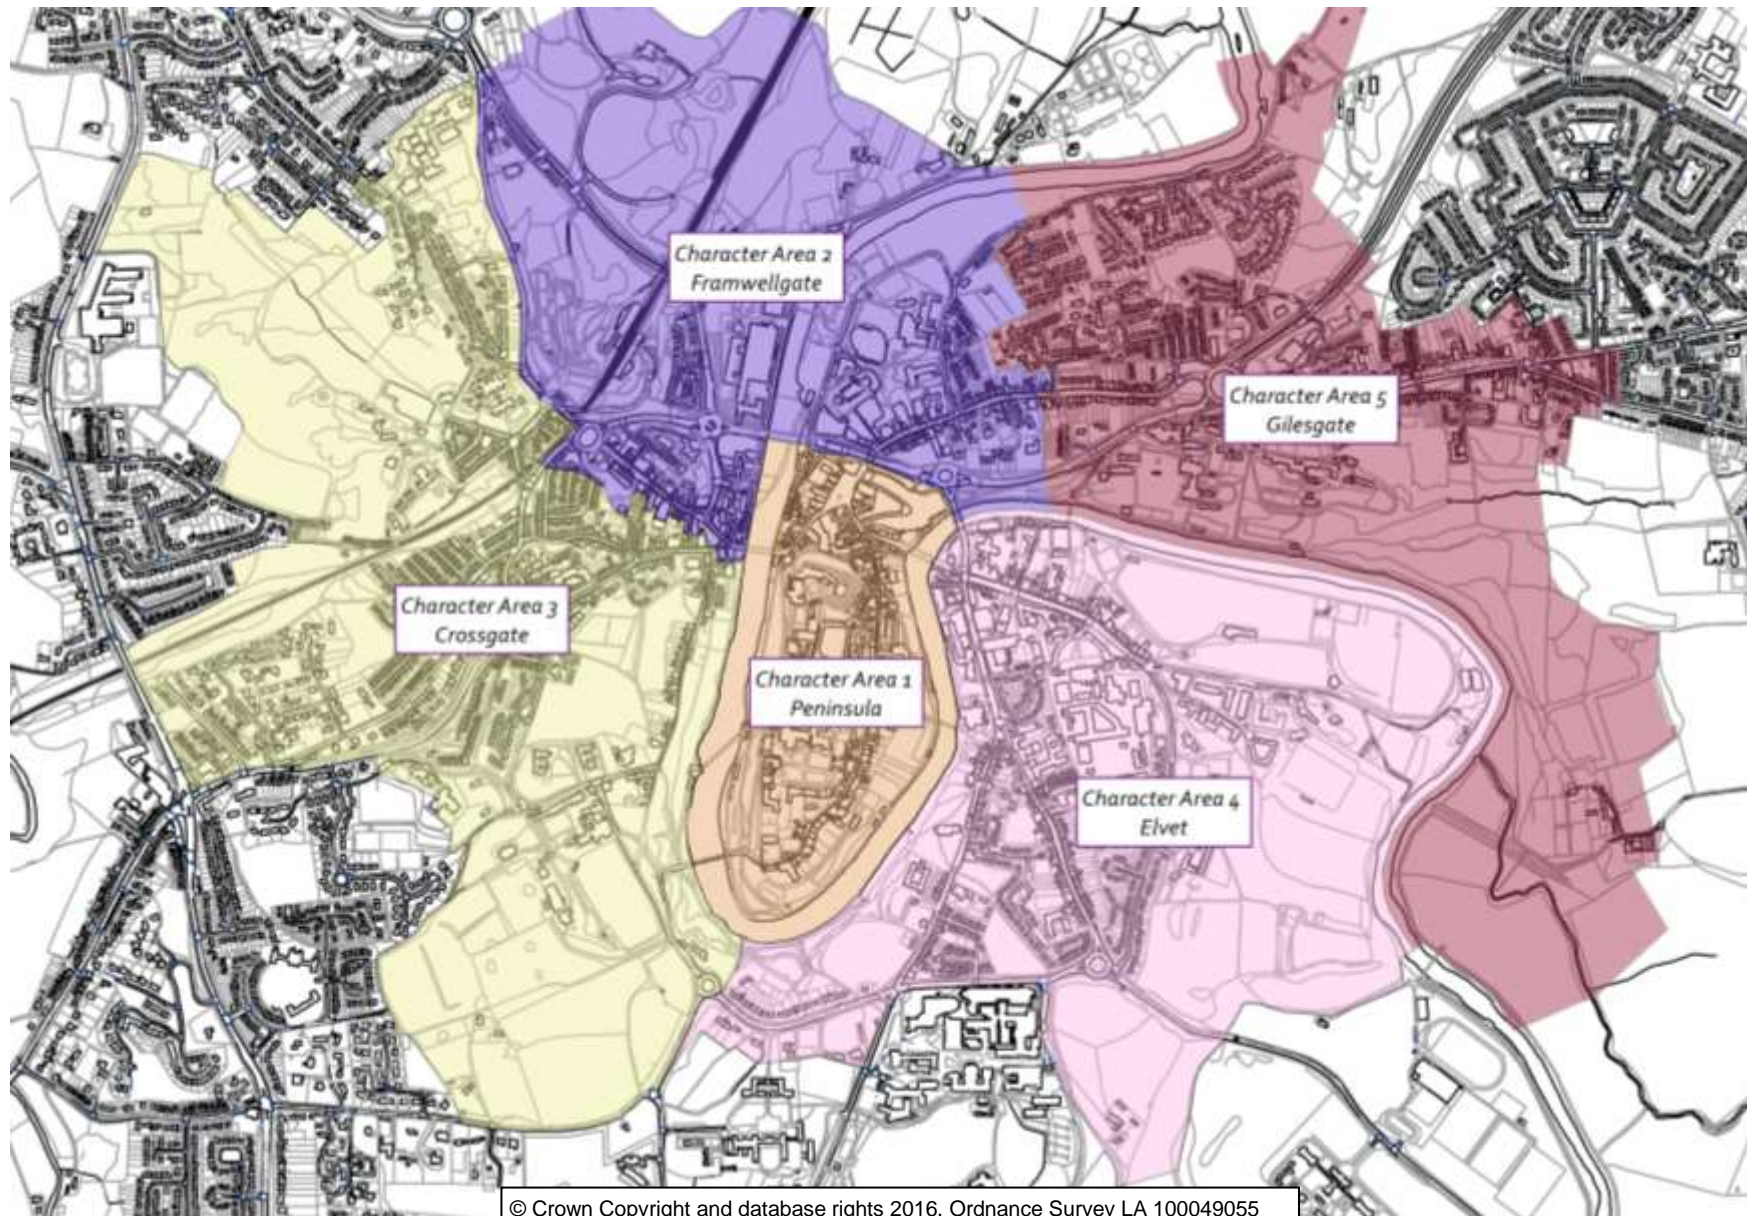 Character Area 2
Framwellgate
Character Area 5
Gilesgate
Character Area 3
Crossgate
Character Area 1
Peninsula
Character Area 4
Elvet
© Crown Copyright and database rights 2016. Ordnance Survey LA 100049055